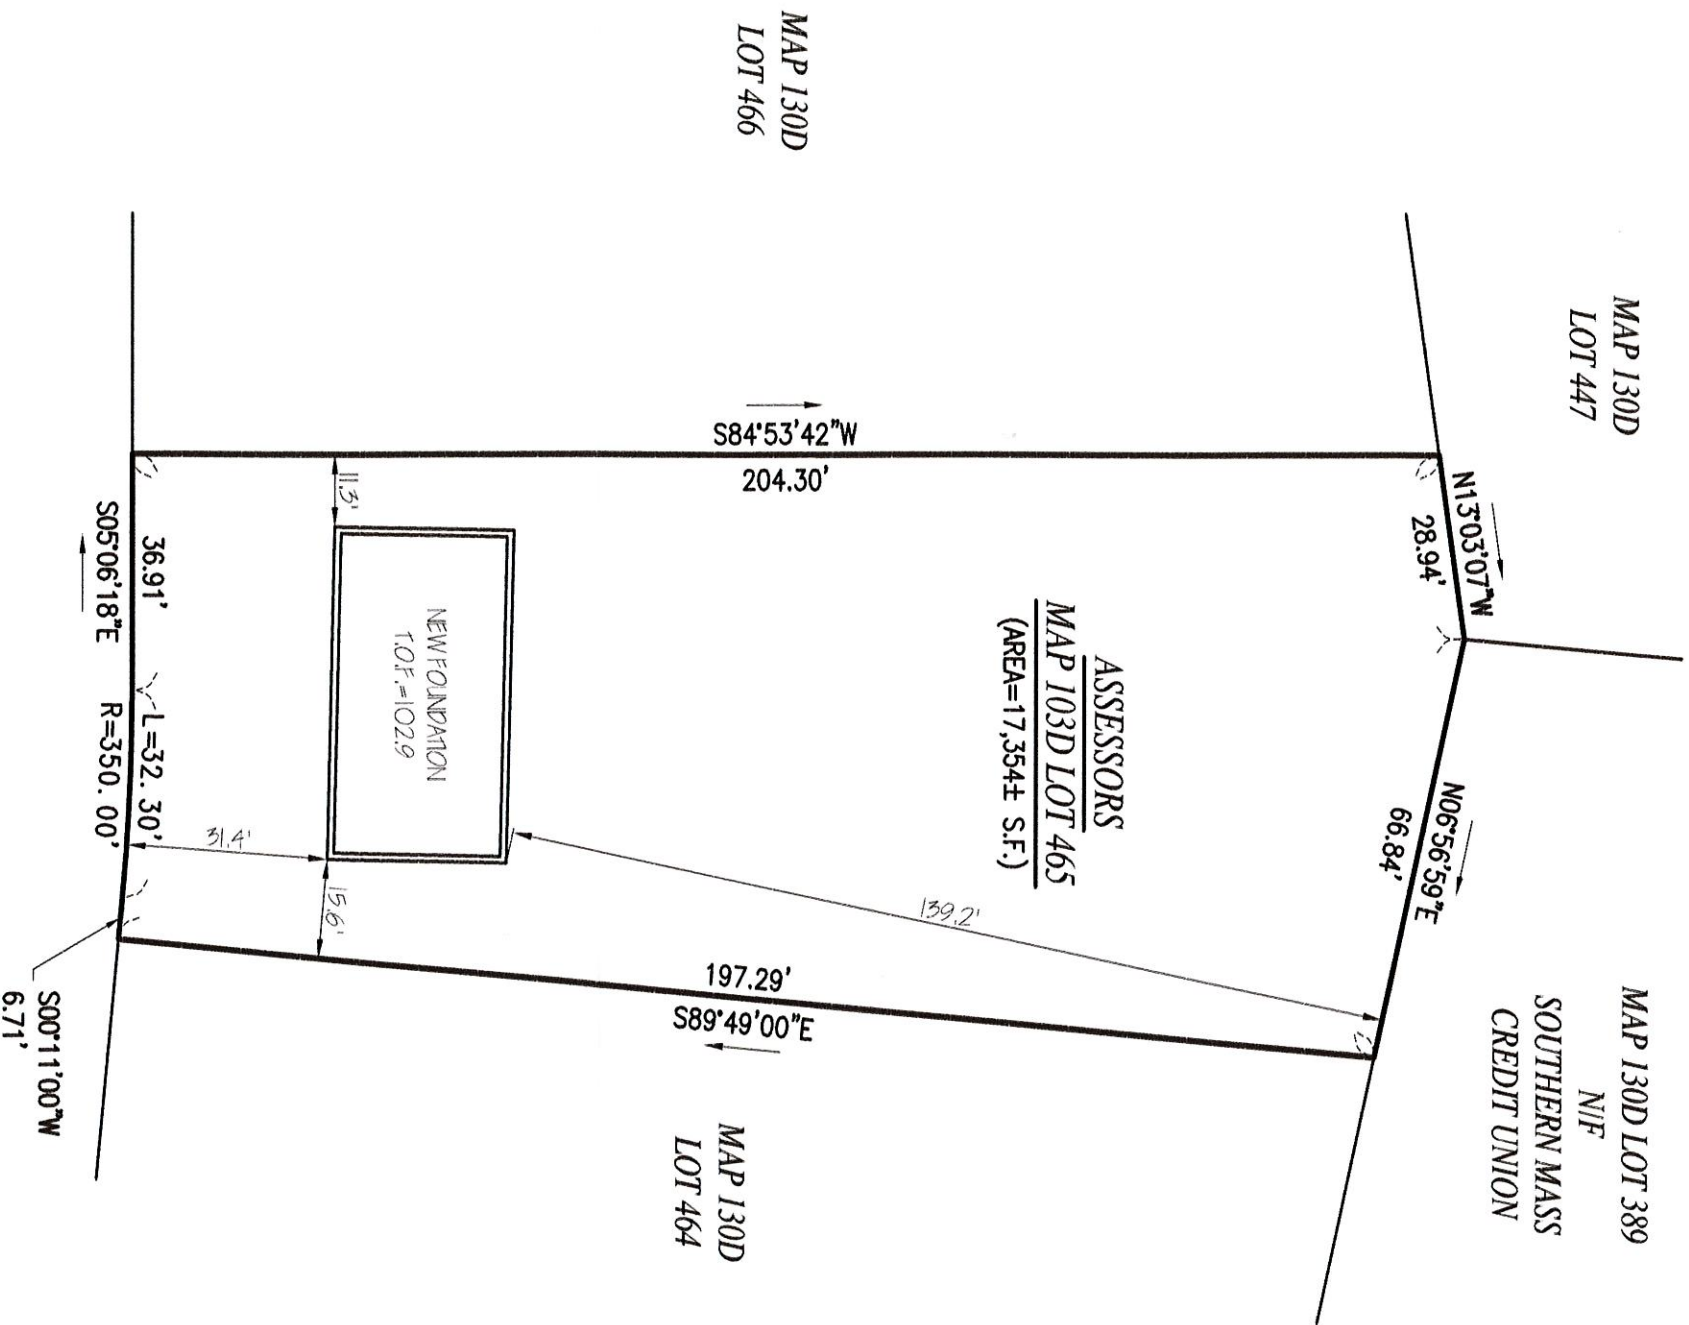 MAP 130D
LOT 466
MAP 130D
LOT 447
MAP 130D LOT 389
N/F
SOUTHERN MASS
CREDIT UNION
N13°03'07"W
28.94'
N06°56'59"E
66.84'
S84°53'42"W
204.30'
ASSESSORS
MAP 103D LOT 465
(AREA=17,354± S.F.)
139.2'
11.3'
NEW FOUNDATION
T.O.F.=102.9
31.4'
15.6'
197.29'
S89°49'00"E
MAP 130D
LOT 464
36.91'
S05°06'18"E
L=32.30'
R=350.00'
S00°11'00"W
6.71'